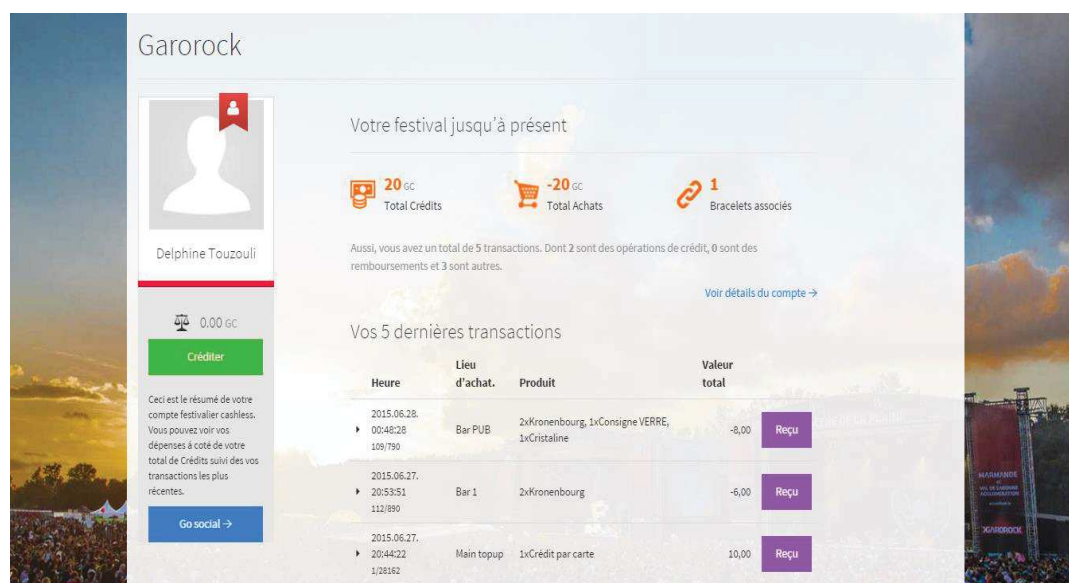 Garorock
Delphine Touzouli
0.00 GC
Créditer
Ceci est le résumé de votre
compte festivalier cashless.
Vous pouvez voir vos
dépenses à coté de votre
total de Crédits suivi des vos
transactions les plus
récentes.
Go social →
Votre festival jusqu'à présent
20 GC
Total Crédits
-20 GC
Total Achats
1
Bracelets associés
Aussi, vous avez un total de 5 transactions. Dont 2 sont des opérations de crédit, 0 sont des
remboursements et 3 sont autres.
Voir détails du compte →
Vos 5 dernières transactions
Heure Lieu d'achat. Produit Valeur total
2015.06.28.
00:48:28 Bar PUB 2xKronenbourg, 1xConsigne VERRE, -8,00 Reçu
109/790 1xCristaline
2015.06.27.
20:53:51 Bar 1 2xKronenbourg -6,00 Reçu
112/890
2015.06.27.
20:44:22 Main topup 1xCrédit par carte 10,00 Reçu
1/28162
MARMANDE
GAROROCK